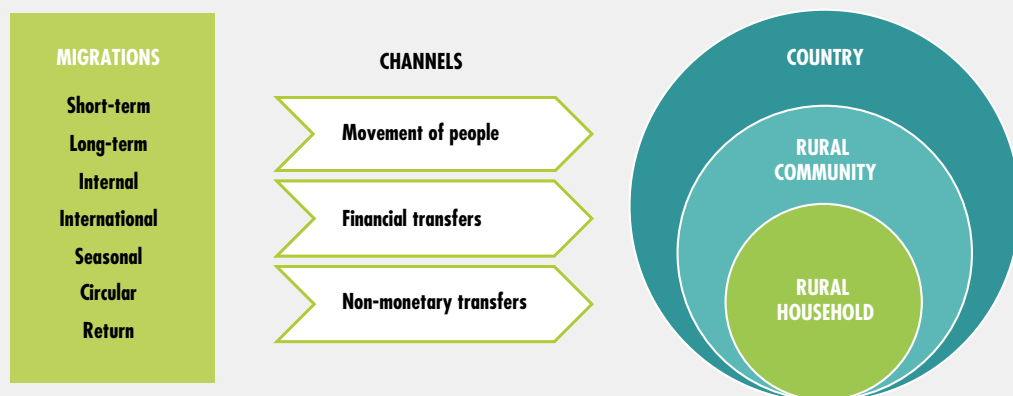 MIGRATIONS
Short-term
Long-term
Internal
International
Seasonal
Circular
Return
CHANNELS
Movement of people
Financial transfers
Non-monetary transfers
COUNTRY
RURAL
COMMUNITY
RURAL
HOUSEHOLD